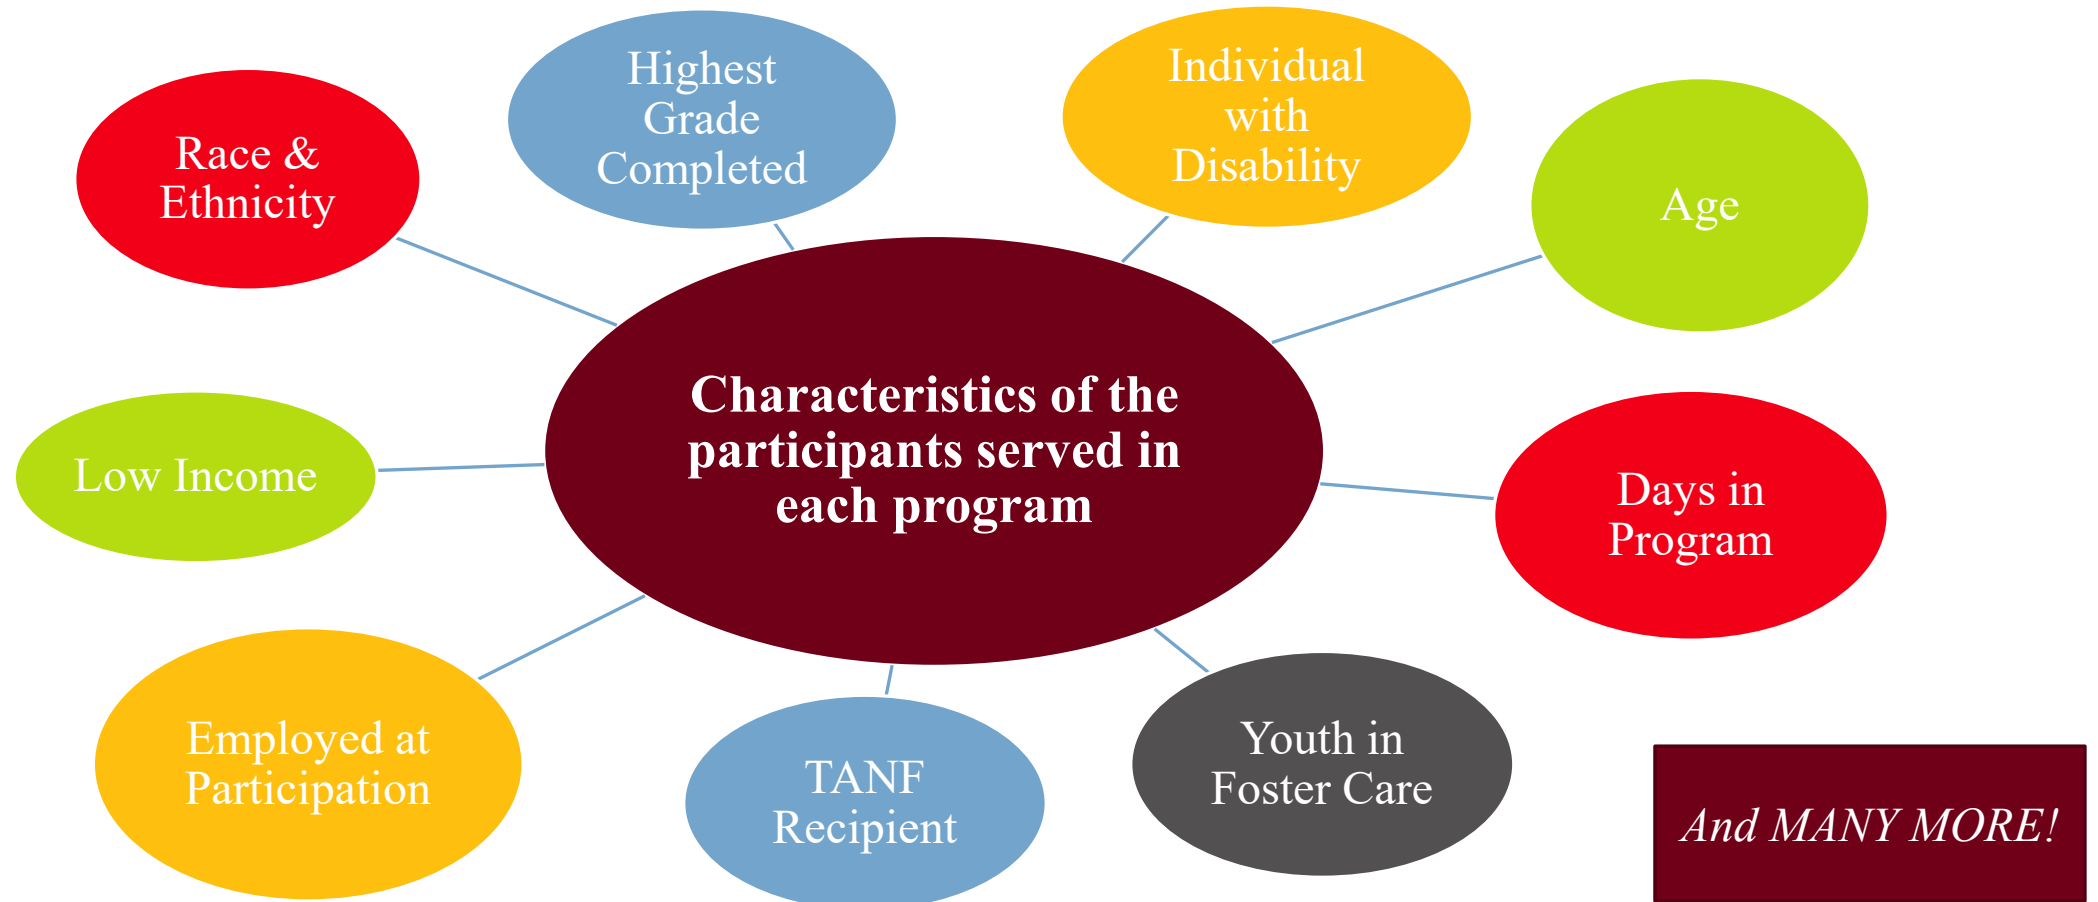 Highest
Grade
Completed
Individual
with
Disability
Race &
Ethnicity
Age
Characteristics of the
participants served in
each program
Low Income
Days in
Program
Employed at
Participation
TANF
Recipient
Youth in
Foster Care
And MANY MORE!